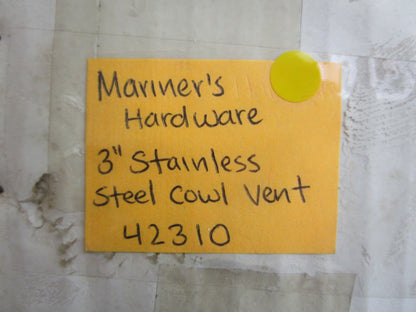 Mariner's
Hardware
3" Stainless
Steel Cowl Vent
42310